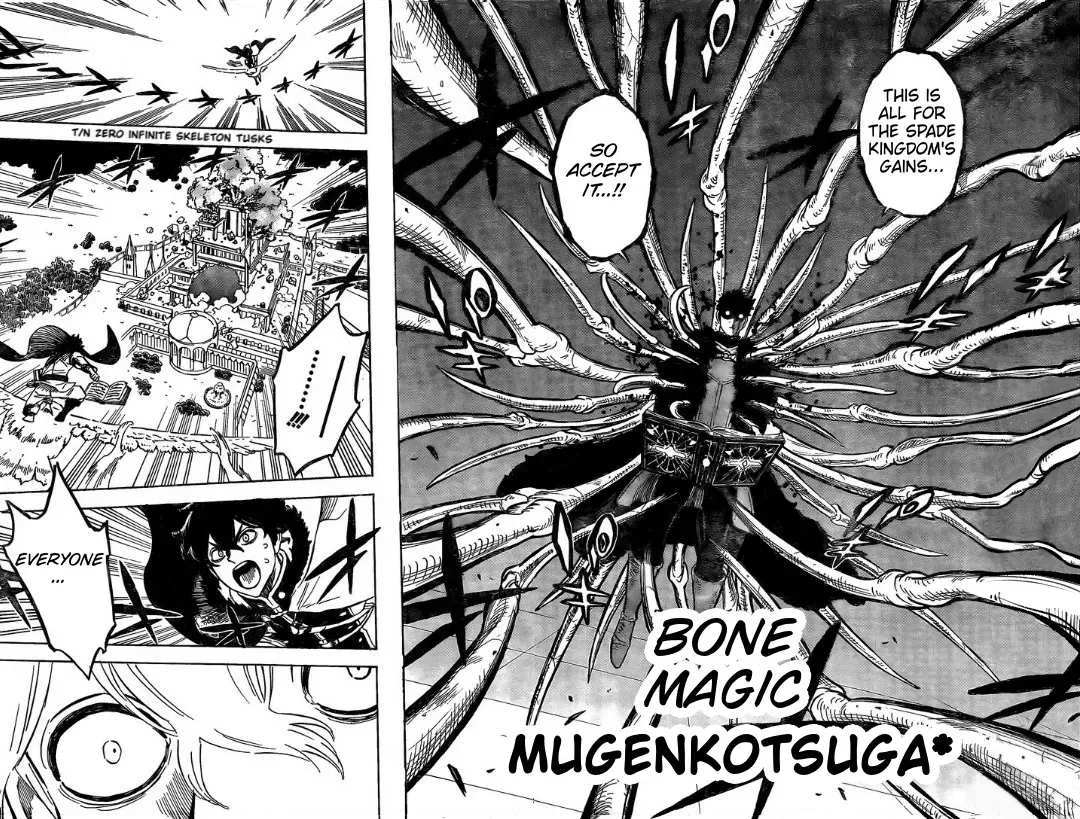 THIS IS
ALL FOR
THE SPADE
KINGDOM'S
GAINS...
SO
ACCEPT
IT...!!
BONE
MAGIC
MUGENKOTSUGA*
T/N ZERO INFINITE SKELETON TUSKS
.........!!!
EVERYONE
...